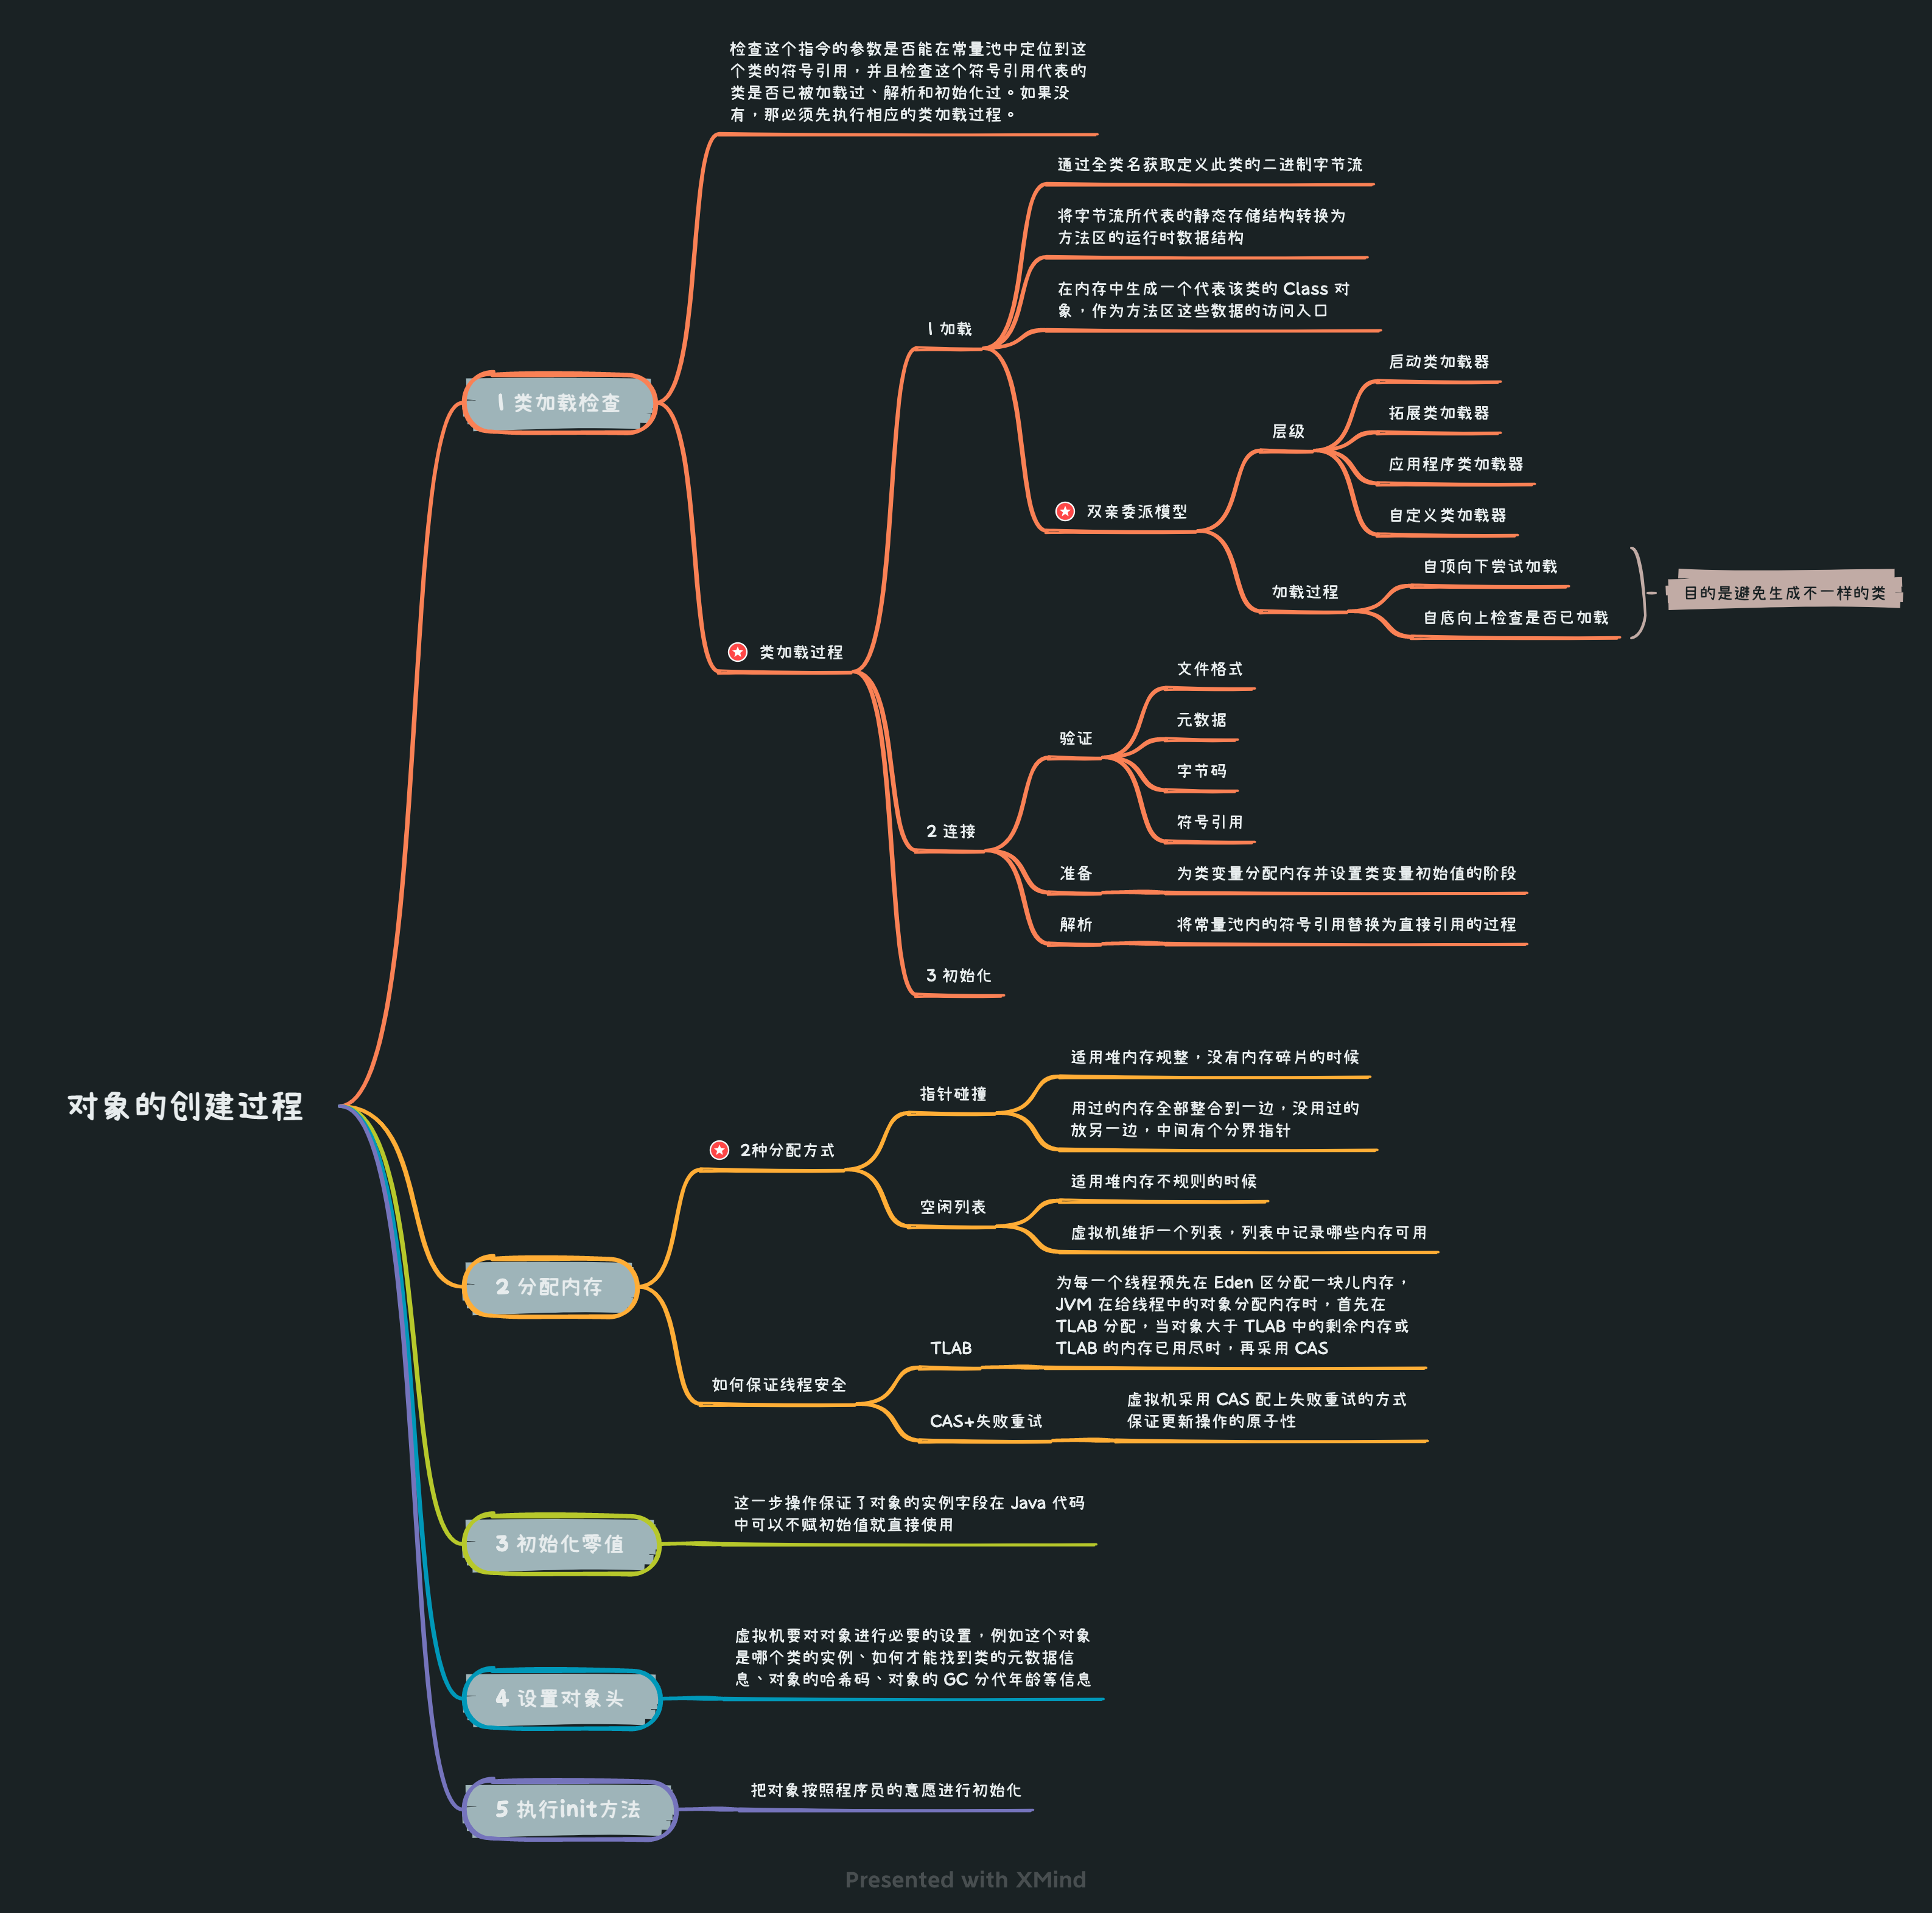 对象的创建过程
1 类加载检查
检查这个指令的参数是否能在常量池中定位到这
个类的符号引用，并且检查这个符号引用代表的
类是否已被加载过、解析和初始化过。如果没
有，那必须先执行相应的类加载过程。
类加载过程
1 加载
通过全类名获取定义此类的二进制字节流
将字节流所代表的静态存储结构转换为
方法区的运行时数据结构
在内存中生成一个代表该类的 Class 对
象，作为方法区这些数据的访问入口
双亲委派模型
层级
启动类加载器
拓展类加载器
应用程序类加载器
自定义类加载器
加载过程
自顶向下尝试加载
自底向上检查是否已加载
目的是避免生成不一样的类
2 连接
验证
文件格式
元数据
字节码
符号引用
准备
为类变量分配内存并设置类变量初始值的阶段
解析
将常量池内的符号引用替换为直接引用的过程
3 初始化
2 分配内存
2种分配方式
指针碰撞
适用堆内存规整，没有内存碎片的时候
用过的内存全部整合到一边，没用过的
放另一边，中间有个分界指针
空闲列表
适用堆内存不规则的时候
虚拟机维护一个列表，列表中记录哪些内存可用
如何保证线程安全
TLAB
为每一个线程预先在 Eden 区分配一块儿内存，
JVM 在给线程中的对象分配内存时，首先在
TLAB 分配，当对象大于 TLAB 中的剩余内存或
TLAB 的内存已用尽时，再采用 CAS
CAS+失败重试
虚拟机采用 CAS 配上失败重试的方式
保证更新操作的原子性
3 初始化零值
这一步操作保证了对象的实例字段在 Java 代码
中可以不赋初始值就直接使用
4 设置对象头
虚拟机要对对象进行必要的设置，例如这个对象
是哪个类的实例、如何才能找到类的元数据信
息、对象的哈希码、对象的 GC 分代年龄等信息
5 执行init方法
把对象按照程序员的意愿进行初始化
Presented with XMind